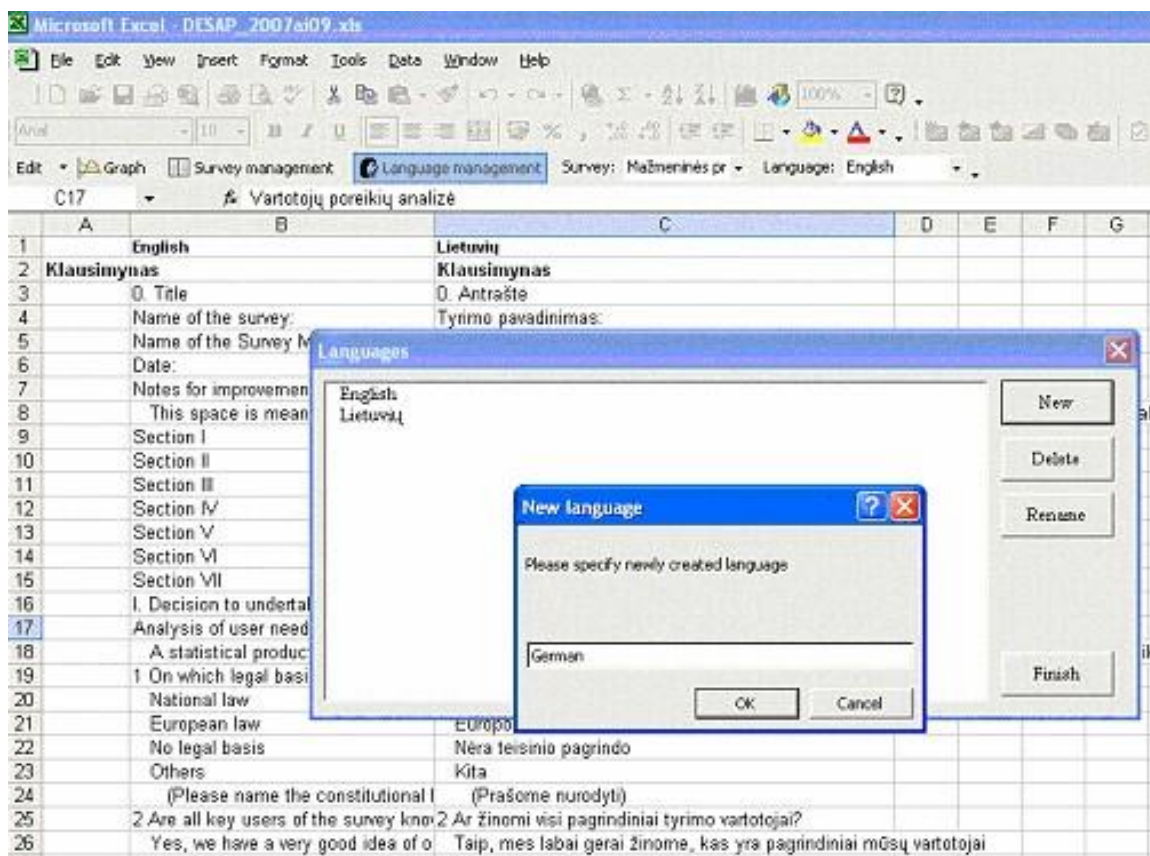 Microsoft Excel - DESAP_2007ai09.xls
File Edit View Insert Format Tools Data Window Help
100%
Arial 10 B I U % ,
Edit Graph Survey management Language management Survey: Mažmeninės pr Language: English
C17 fx Vartotojų poreikių analizė
A B C D E F G
1 English Lietuvių
2 Klausimynas Klausimynas
3 0. Title 0. Antraštė
4 Name of the survey: Tyrimo pavadinimas:
5 Name of the Survey M
6 Date:
7 Notes for improvemen
8 This space is mean
9 Section I
10 Section II
11 Section III
12 Section IV
13 Section V
14 Section VI
15 Section VII
16 I. Decision to undertal
17 Analysis of user need
18 A statistical produc
19 1 On which legal basi
20 National law
21 European law Europo
22 No legal basis Nėra teisinio pagrindo
23 Others Kita
24 (Please name the constitutional (Prašome nurodyti)
25 2 Are all key users of the survey kno 2 Ar žinomi visi pagrindiniai tyrimo vartotojai?
26 Yes, we have a very good idea of o Taip, mes labai gerai žinome, kas yra pagrindiniai mūsų vartotojai
Languages
English
Lietuvių
New
Delete
Rename
Finish
New language
Please specify newly created language
German
OK Cancel